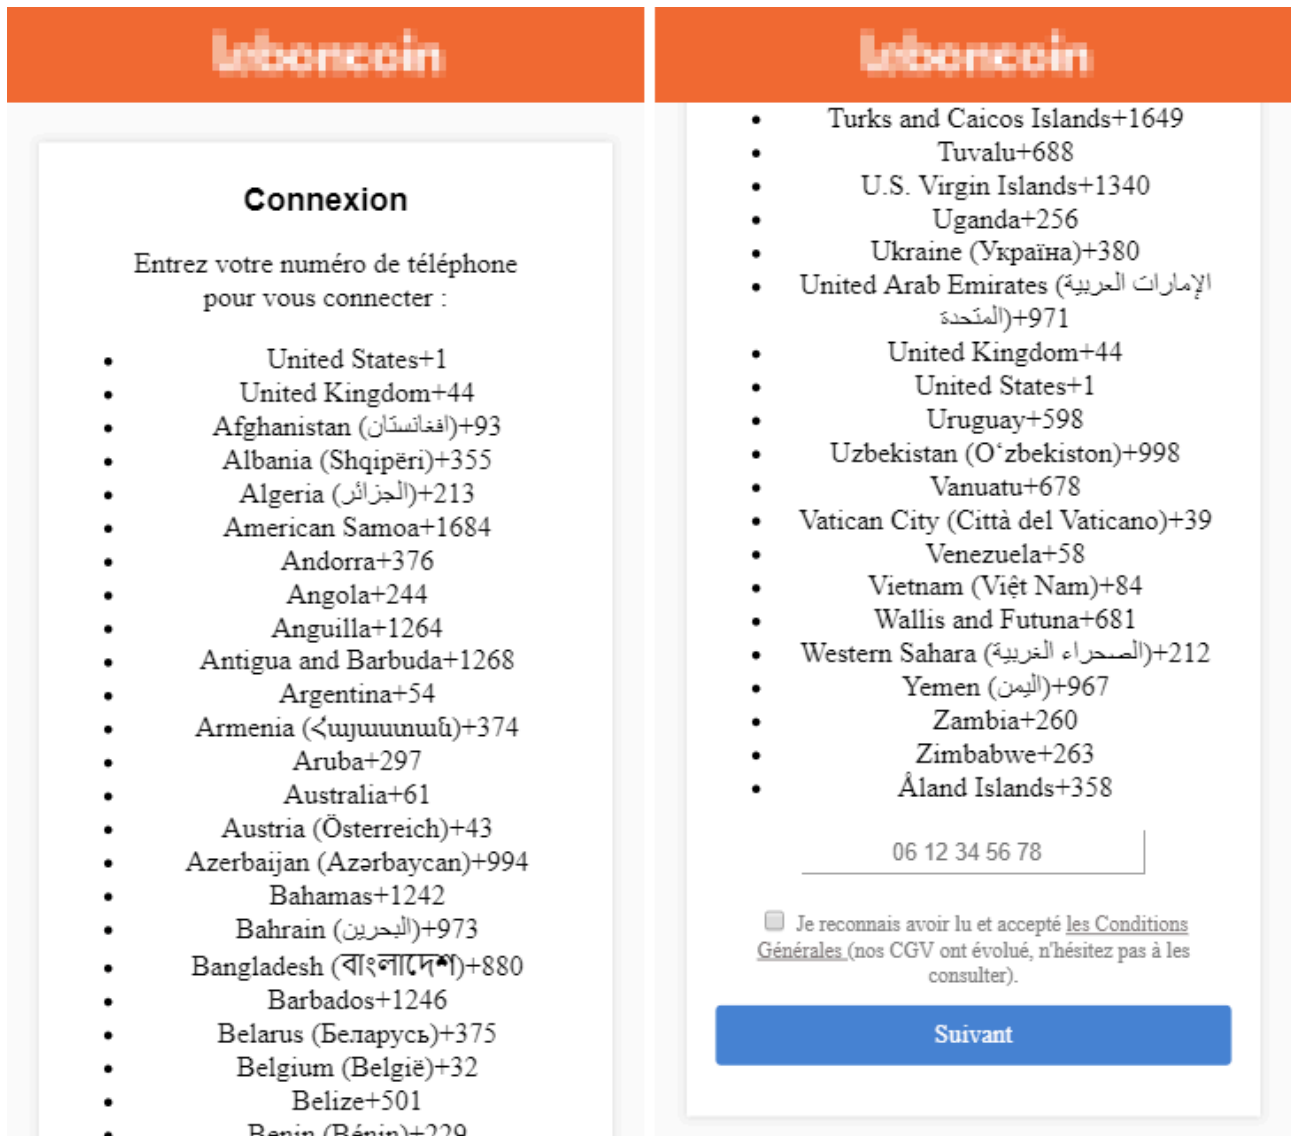 leboncoin
Connexion
Entrez votre numéro de téléphone
pour vous connecter :
United States+1
United Kingdom+44
Afghanistan (‫افغانستان‬‎)+93
Albania (Shqipëri)+355
Algeria (‫الجزائر‬‎)+213
American Samoa+1684
Andorra+376
Angola+244
Anguilla+1264
Antigua and Barbuda+1268
Argentina+54
Armenia (Հայաստան)+374
Aruba+297
Australia+61
Austria (Österreich)+43
Azerbaijan (Azərbaycan)+994
Bahamas+1242
Bahrain (‫البحرين‬‎)+973
Bangladesh (বাংলাদেশ)+880
Barbados+1246
Belarus (Беларусь)+375
Belgium (België)+32
Belize+501
Benin (Bénin)+229
leboncoin
Turks and Caicos Islands+1649
Tuvalu+688
U.S. Virgin Islands+1340
Uganda+256
Ukraine (Україна)+380
United Arab Emirates (‫الإمارات العربية
المتحدة‬‎)+971
United Kingdom+44
United States+1
Uruguay+598
Uzbekistan (Oʻzbekiston)+998
Vanuatu+678
Vatican City (Città del Vaticano)+39
Venezuela+58
Vietnam (Việt Nam)+84
Wallis and Futuna+681
Western Sahara (‫الصحراء الغربية‬‎)+212
Yemen (‫اليمن‬‎)+967
Zambia+260
Zimbabwe+263
Åland Islands+358
06 12 34 56 78
Je reconnais avoir lu et accepté les Conditions
Générales (nos CGV ont évolué, n'hésitez pas à les
consulter).
Suivant